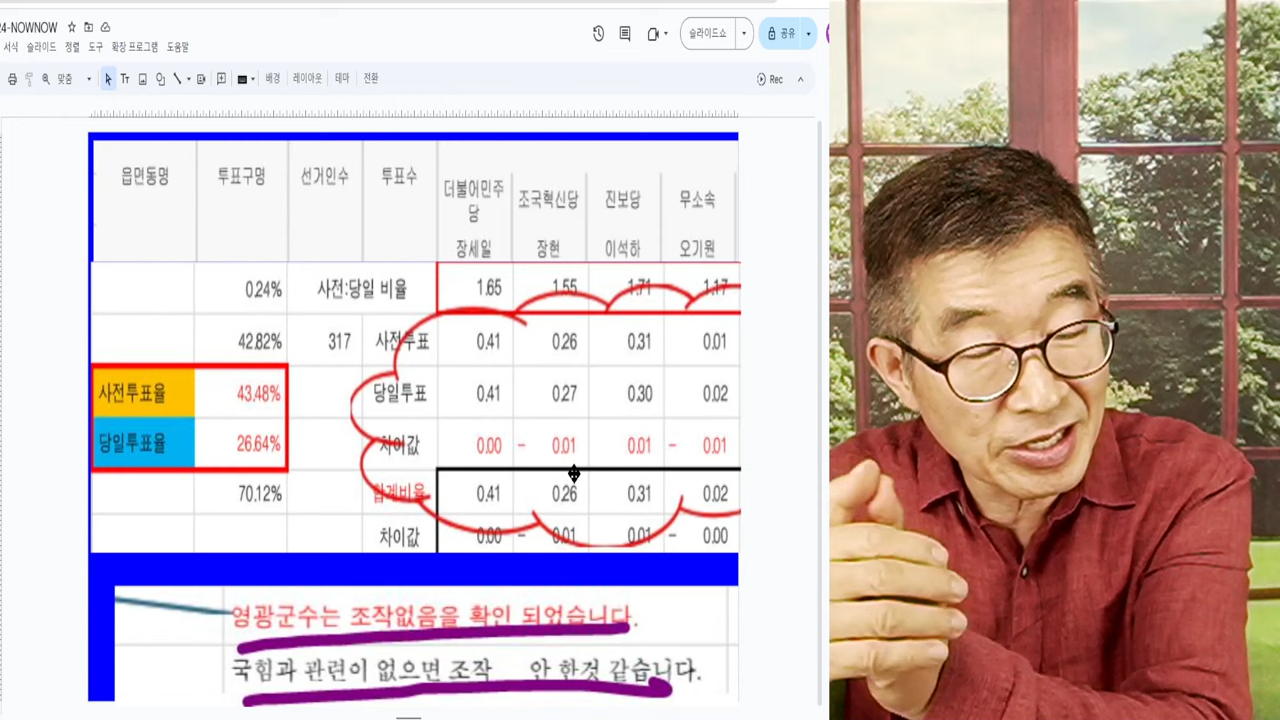 24-NOWNOW
서식 슬라이드 정렬 도구 확장 프로그램 도움말
슬라이드쇼 공유
맞춤 Tт 배경 레이아웃 테마 전환 Rec
읍면동명 투표구명 선거인수 투표수 더불어민주당 조국혁신당 진보당 무소속
장세일 장현 이석하 오기원
0.24% 사전:당일 비율 1.65 1.55 1.71 1.17
42.82% 317 사전투표 0.41 0.26 0.31 0.01
사전투표율 43.48% 당일투표 0.41 0.27 0.30 0.02
당일투표율 26.64% 차이값 0.00 - 0.01 0.01 - 0.01
70.12% 합계비율 0.41 0.26 0.31 0.02
차이값 0.00 - 0.01 0.01 - 0.00
영광군수는 조작없음을 확인 되었습니다.
국힘과 관련이 없으면 조작 안 한것 같습니다.